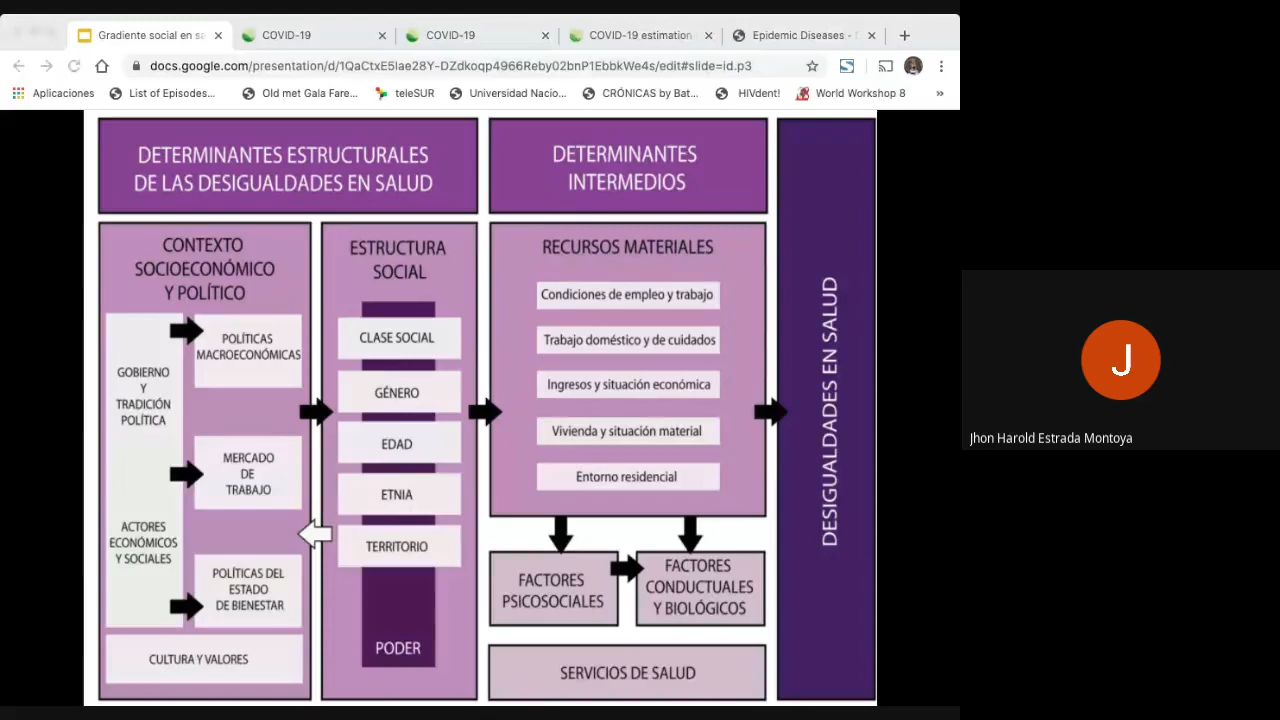 Gradiente social en sa
COVID-19
COVID-19
COVID-19 estimation
Epidemic Diseases -
docs.google.com/presentation/d/1QaCtxE5lae28Y-DZdkoqp4966Reby02bnP1EbbkWe4s/edit#slide=id.p3
Aplicaciones
List of Episodes...
Old met Gala Fare...
teleSUR
Universidad Nacio...
CRÓNICAS by Bat...
HIVdent!
World Workshop 8
»
DETERMINANTES ESTRUCTURALES
DE LAS DESIGUALDADES EN SALUD
DETERMINANTES
INTERMEDIOS
CONTEXTO
SOCIOECONÓMICO
Y POLÍTICO
GOBIERNO
Y
TRADICIÓN
POLÍTICA
ACTORES
ECONÓMICOS
Y SOCIALES
POLÍTICAS
MACROECONÓMICAS
MERCADO
DE
TRABAJO
POLÍTICAS DEL
ESTADO
DE BIENESTAR
CULTURA Y VALORES
ESTRUCTURA
SOCIAL
CLASE SOCIAL
GÉNERO
EDAD
ETNIA
TERRITORIO
PODER
RECURSOS MATERIALES
Condiciones de empleo y trabajo
Trabajo doméstico y de cuidados
Ingresos y situación económica
Vivienda y situación material
Entorno residencial
FACTORES
PSICOSOCIALES
FACTORES
CONDUCTUALES
Y BIOLÓGICOS
SERVICIOS DE SALUD
DESIGUALDADES EN SALUD
J
Jhon Harold Estrada Montoya